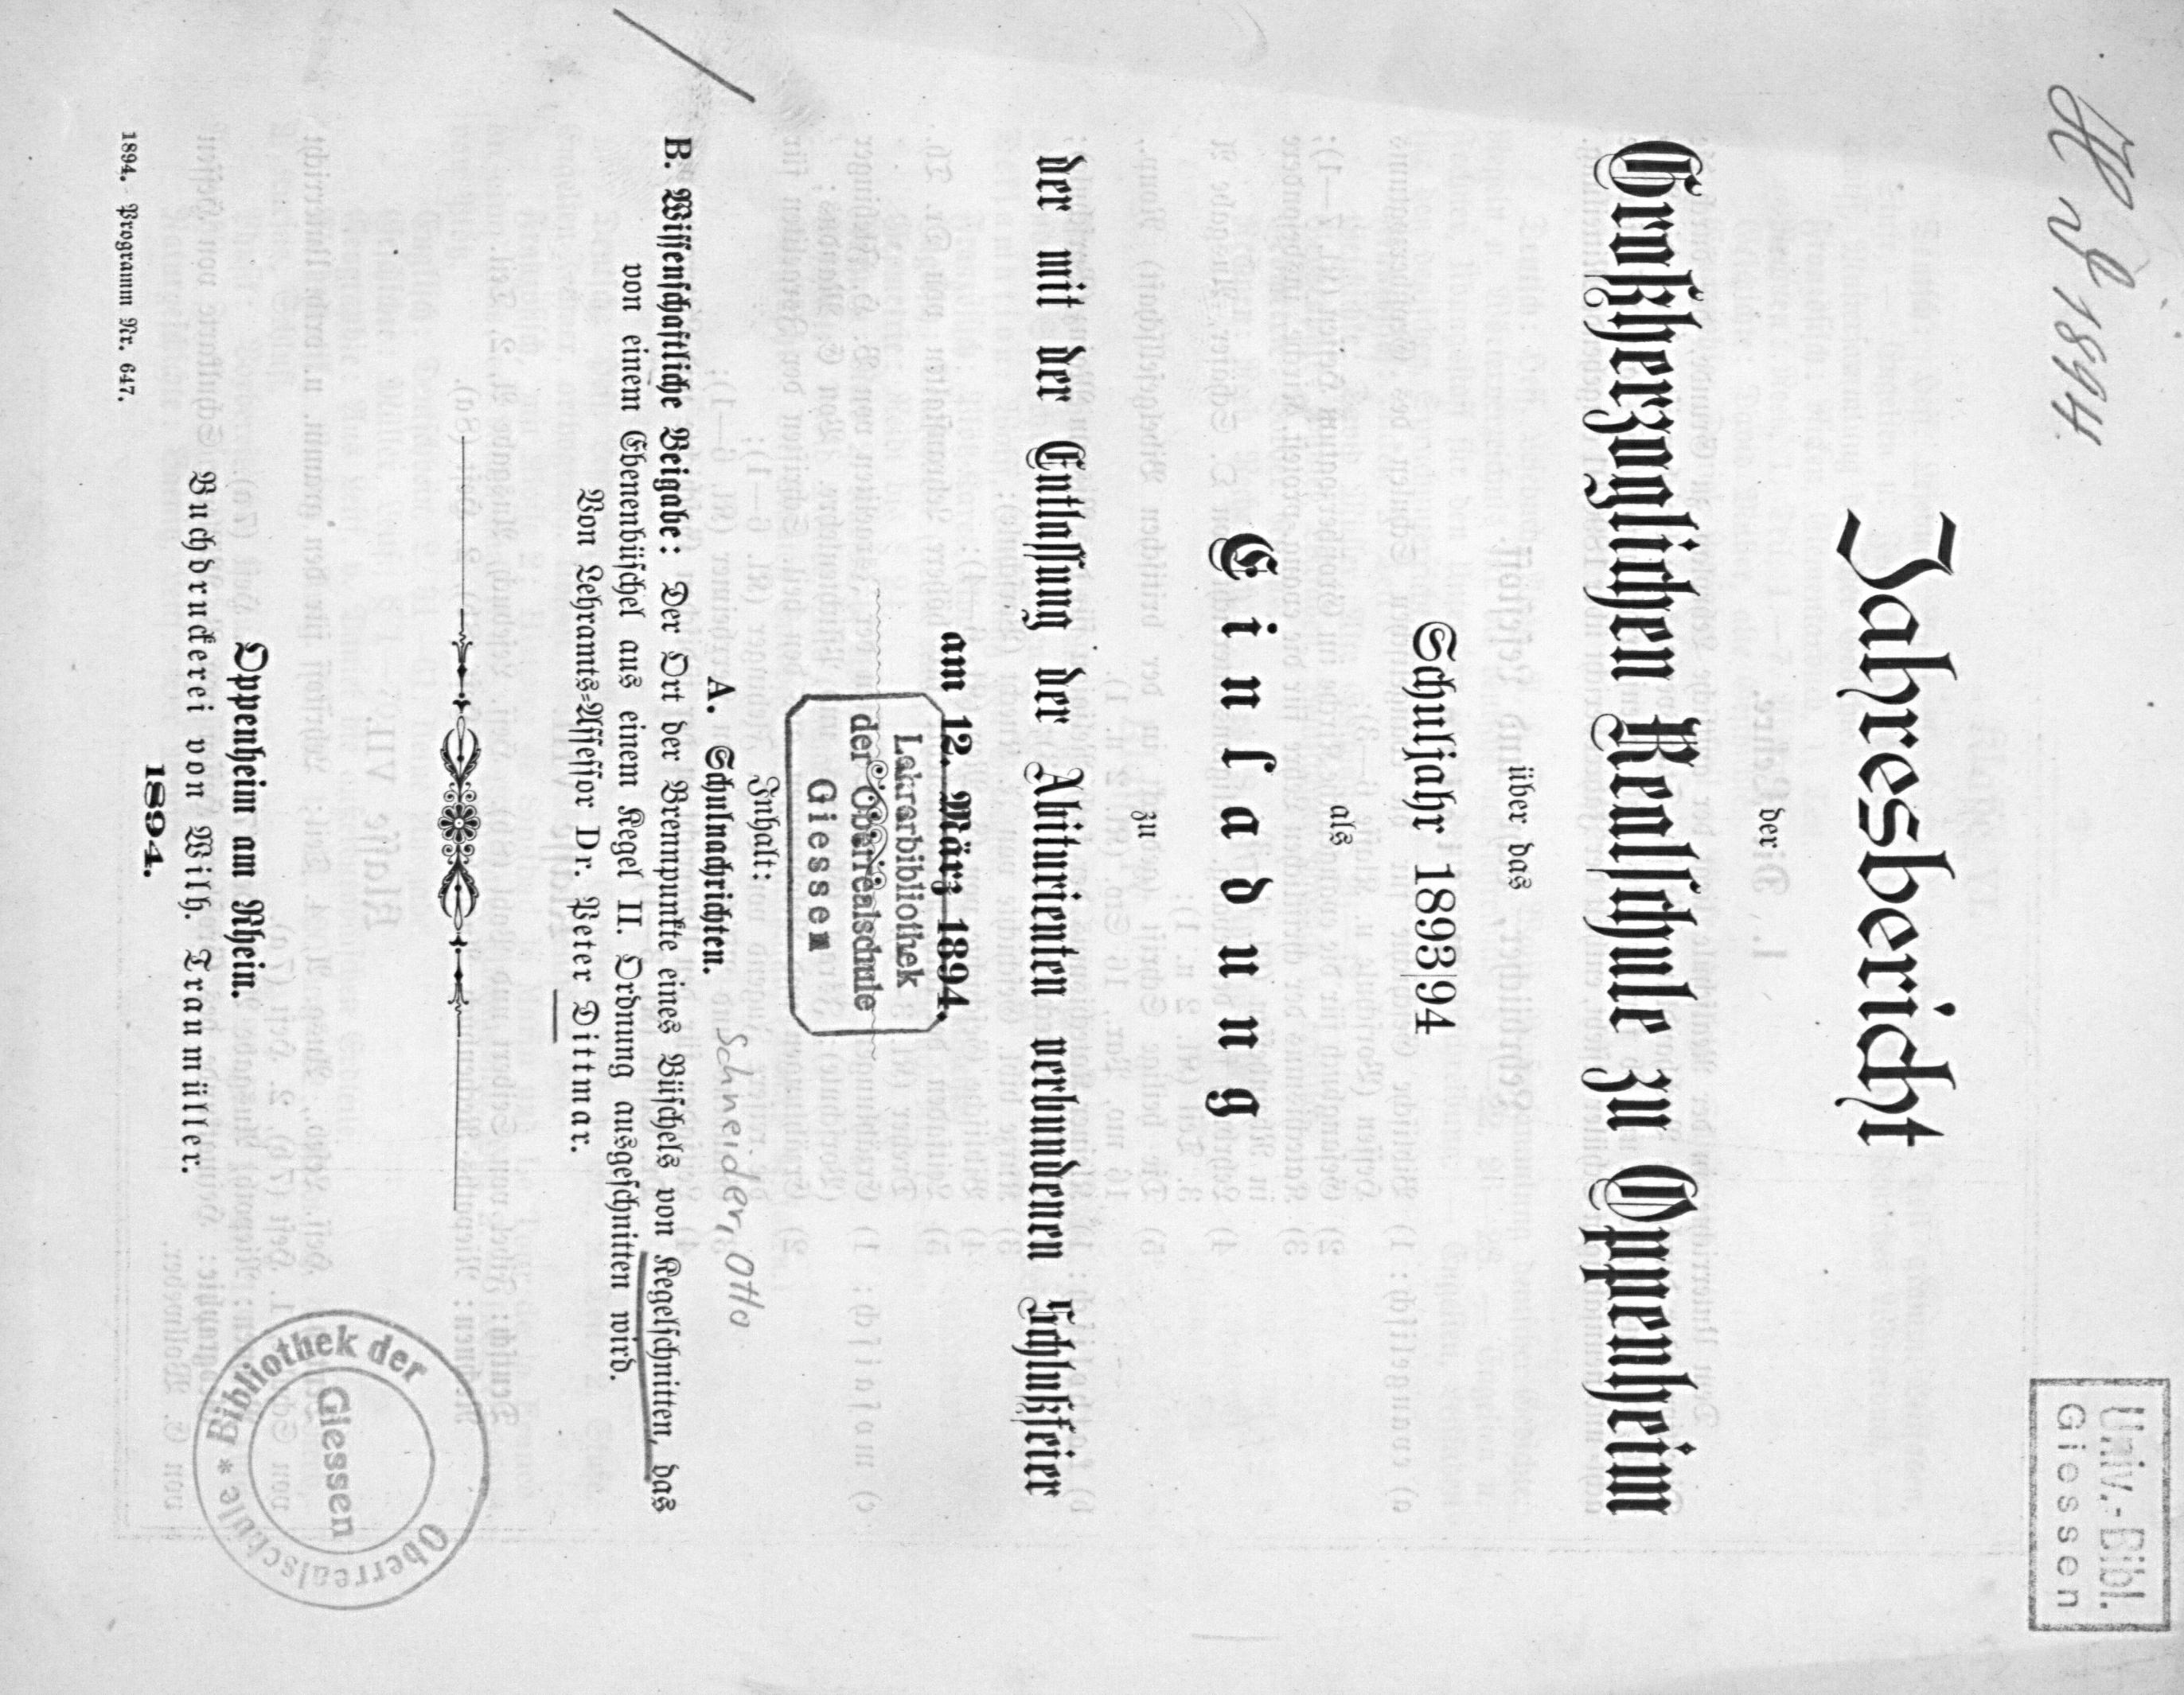 1894
Univ.-Bibl.
Giessen
Jahresbericht
der
Großherzoglichen Realschule zu Oppenheim
über das
Schuljahr 1893|94
als
Einladung
zu
der mit der Entlassung der Abiturienten verbundenen Schlußfeier
am 12. März 1894.
Lehrerbibliothek
der Oberrealschule
Giessen
Inhalt:
A. Schulnachrichten.
Schneider, Otto
B. Wissenschaftliche Beigabe: Der Ort der Brennpunkte eines Büschels von Kegelschnitten, das
von einem Ebenenbüschel aus einem Kegel II. Ordnung ausgeschnitten wird.
Von Lehramts-Assessor Dr. Peter Dittmar.
Oppenheim am Rhein.
Buchdruckerei von Wilh. Traumüller.
1894.
1894. Programm Nr. 647.
* Bibliothek der Oberrealschule
Giessen